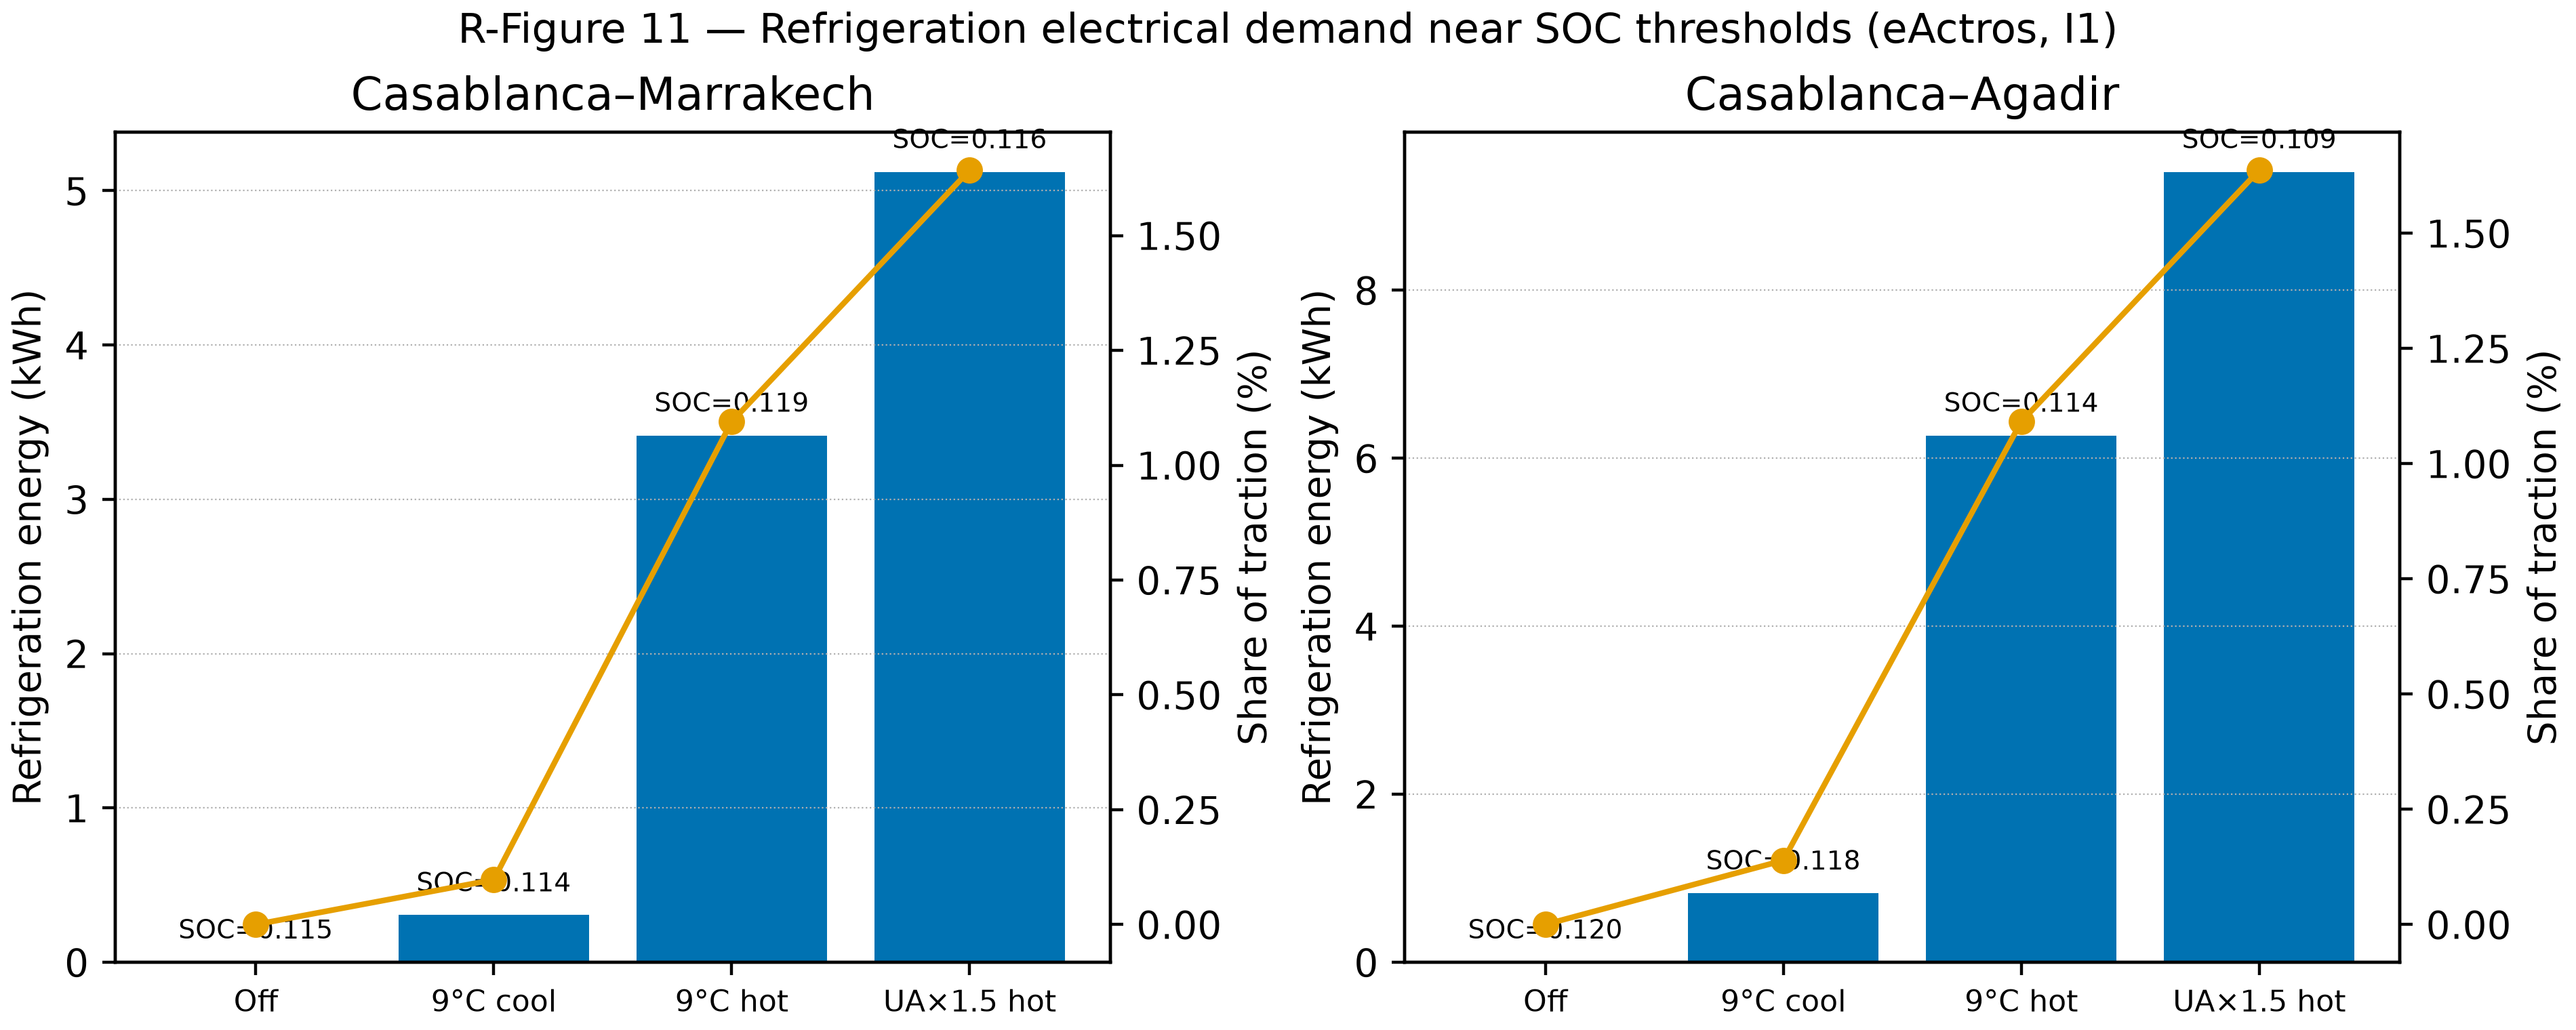 R-Figure 11 — Refrigeration electrical demand near SOC thresholds (eActros, I1)
Casablanca–Marrakech
Refrigeration energy (kWh)
5
4
3
2
1
0
SOC=0.115
SOC=0.114
SOC=0.119
SOC=0.116
1.50
1.25
1.00
0.75
0.50
0.25
0.00
Share of traction (%)
Off
9°C cool
9°C hot
UA×1.5 hot
Casablanca–Agadir
Refrigeration energy (kWh)
8
6
4
2
0
SOC=0.120
SOC=0.118
SOC=0.114
SOC=0.109
1.50
1.25
1.00
0.75
0.50
0.25
0.00
Share of traction (%)
Off
9°C cool
9°C hot
UA×1.5 hot